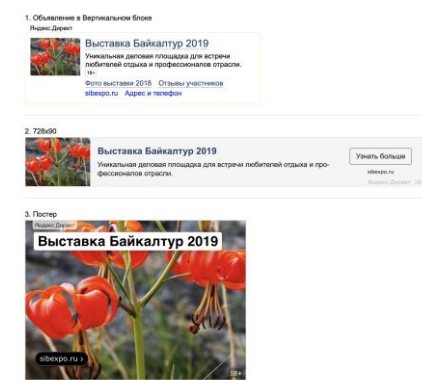 1. Объявление в Вертикальном блоке
Яндекс.Директ
Выставка Байкалтур 2019
Уникальная деловая площадка для встречи
любителей отдыха и профессионалов отрасли.
18+
Фото выставки 2018 Отзывы участников
sibexpo.ru Адрес и телефон
2. 728x90
Выставка Байкалтур 2019
Уникальная деловая площадка для встречи любителей отдыха и про-
фессионалов отрасли.
Узнать больше
sibexpo.ru
Яндекс.Директ 18
3. Постер
Яндекс.Директ
Выставка Байкалтур 2019
sibexpo.ru >
18+